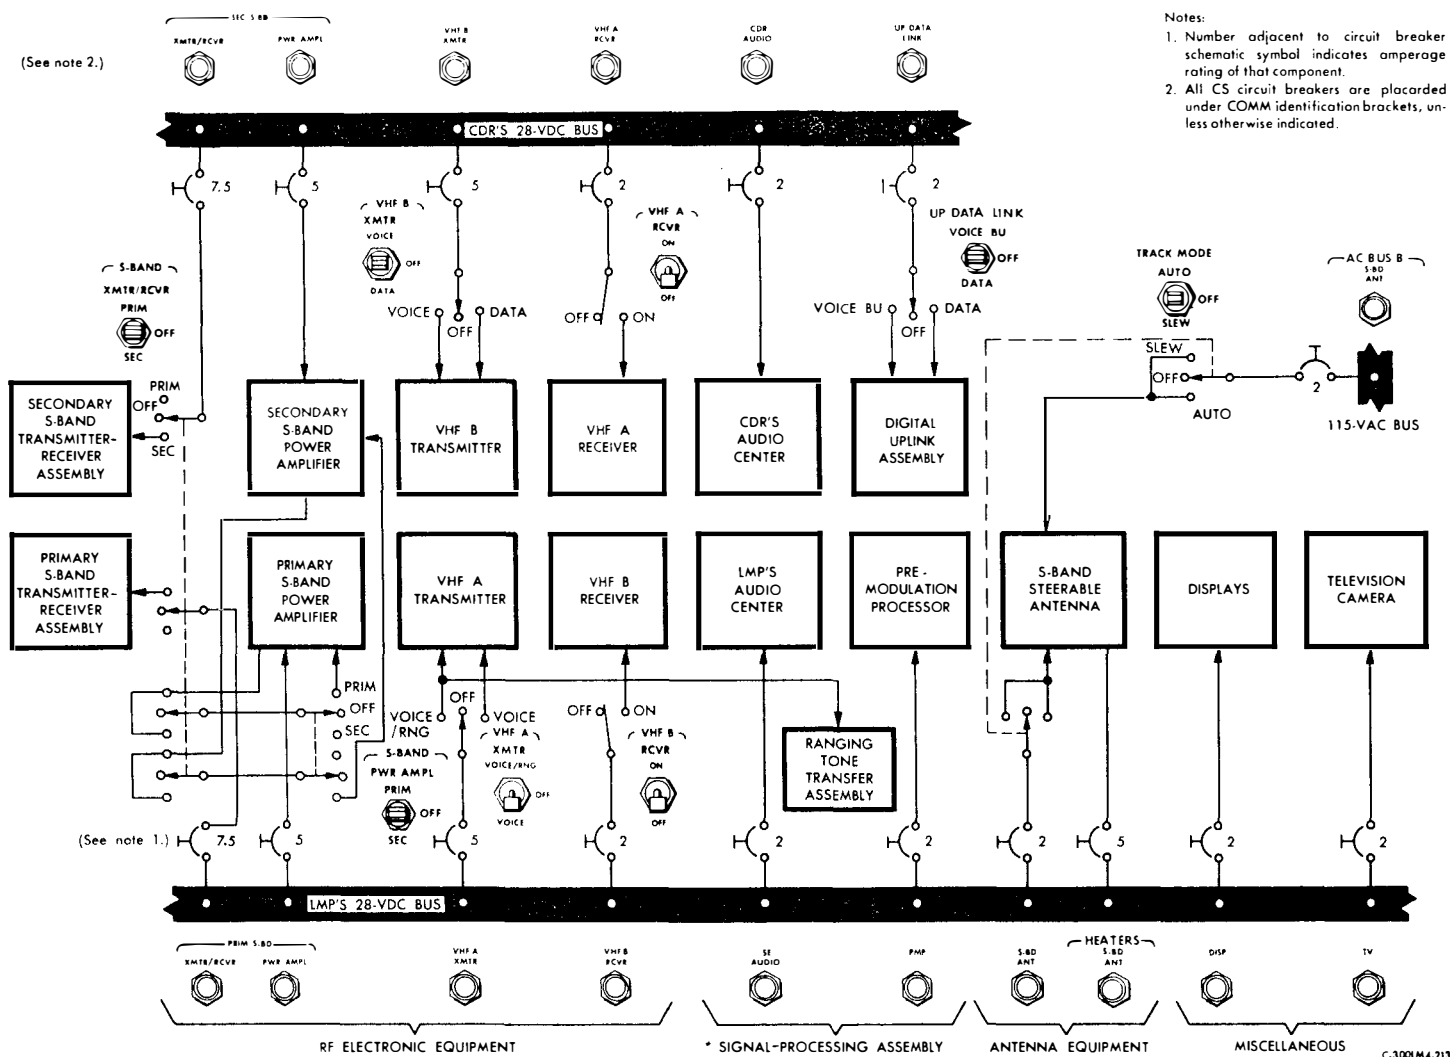 SEC S-BD
XMTR/RCVR
PWR AMPL
VHF B
XMTR
VHF A
RCVR
CDR
AUDIO
UP DATA
LINK
(See note 2.)
Notes:
1. Number adjacent to circuit breaker
schematic symbol indicates amperage
rating of that component.
2. All CS circuit breakers are placarded
under COMM identification brackets, un-
less otherwise indicated.
CDR'S 28-VDC BUS
7.5
5
5
2
2
2
VHF B
XMTR
VOICE
OFF
DATA
VHF A
RCVR
ON
OFF
UP DATA LINK
VOICE BU
OFF
DATA
TRACK MODE
AUTO
OFF
SLEW
AC BUS B
S-BD
ANT
S-BAND
XMTR/RCVR
PRIM
OFF
SEC
VOICE
OFF
DATA
OFF
ON
VOICE BU
OFF
DATA
SLEW
OFF
AUTO
2
115-VAC BUS
PRIM
OFF
SEC
SECONDARY
S-BAND
TRANSMITTER-
RECEIVER
ASSEMBLY
SECONDARY
S-BAND
POWER
AMPLIFIER
VHF B
TRANSMITTER
VHF A
RECEIVER
CDR'S
AUDIO
CENTER
DIGITAL
UPLINK
ASSEMBLY
PRIMARY
S-BAND
TRANSMITTER-
RECEIVER
ASSEMBLY
PRIMARY
S-BAND
POWER
AMPLIFIER
VHF A
TRANSMITTER
VHF B
RECEIVER
LMP'S
AUDIO
CENTER
PRE-
MODULATION
PROCESSOR
S-BAND
STEERABLE
ANTENNA
DISPLAYS
TELEVISION
CAMERA
PRIM
OFF
SEC
VOICE
/RNG
OFF
VOICE
OFF
ON
S-BAND
PWR AMPL
PRIM
OFF
SEC
VHF A
XMTR
VOICE/RNG
OFF
VOICE
VHF B
RCVR
ON
OFF
RANGING
TONE
TRANSFER
ASSEMBLY
(See note 1.)
7.5
5
5
2
2
2
2
5
2
2
LMP'S 28-VDC BUS
PRIM S-BD
XMTR/RCVR
PWR AMPL
VHF A
XMTR
VHF B
RCVR
SE
AUDIO
PMP
S-BD
ANT
HEATERS
S-BD
ANT
DISP
TV
RF ELECTRONIC EQUIPMENT
* SIGNAL-PROCESSING ASSEMBLY
ANTENNA EQUIPMENT
MISCELLANEOUS
C-300LM4-213